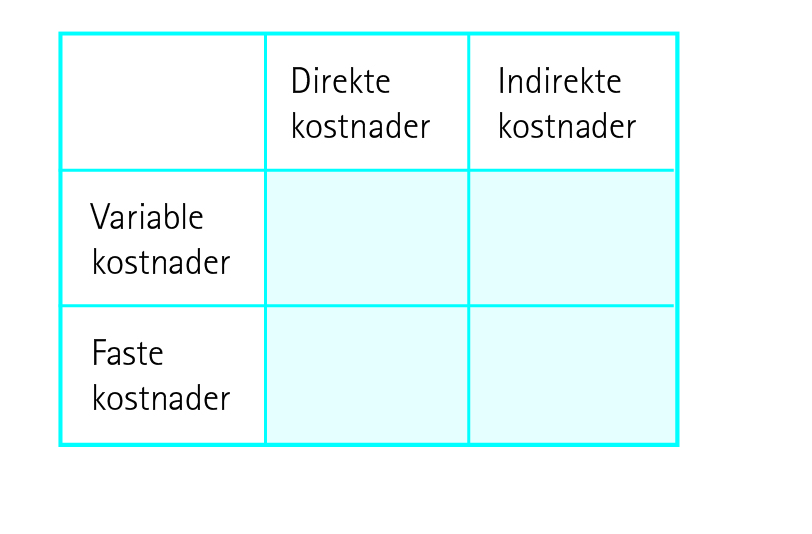 Direkte
kostnader
Indirekte
kostnader
Variable
kostnader
Faste
kostnader